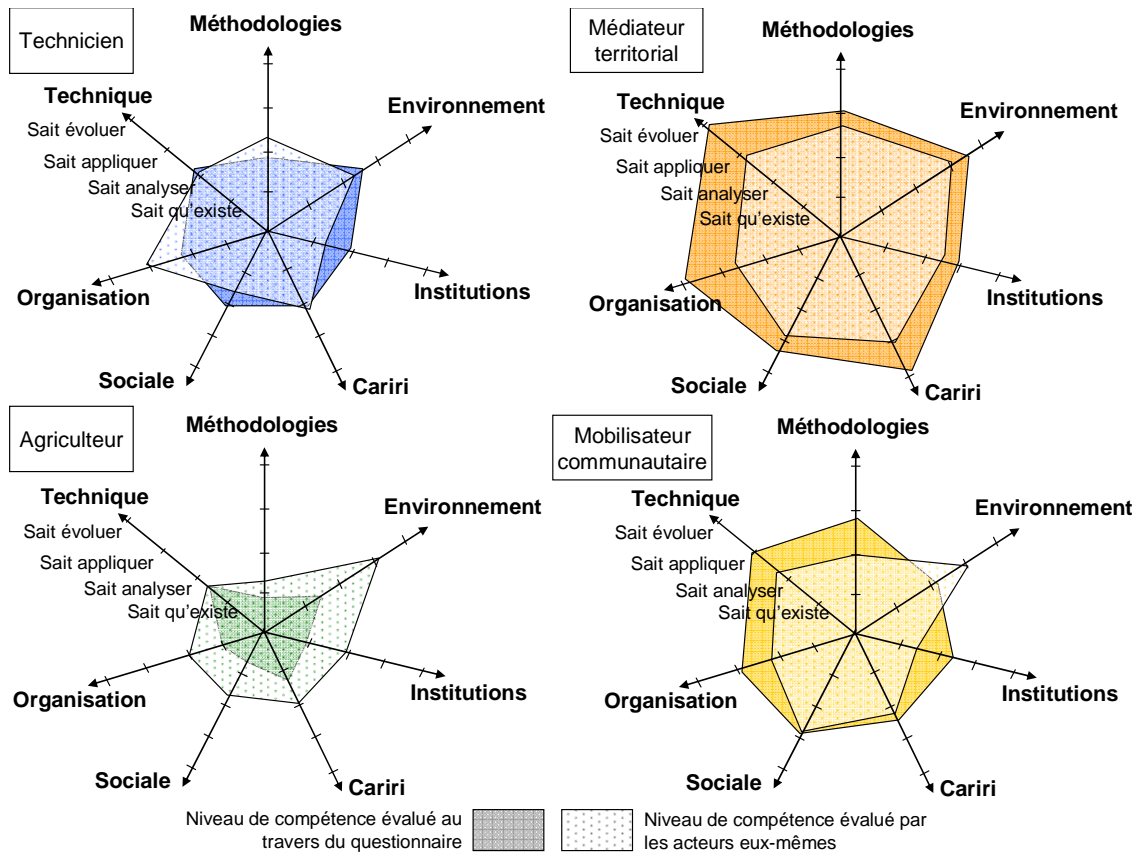 Technicien
Méthodologies
Technique
Environnement
Sait évoluer
Sait appliquer
Sait analyser
Sait qu'existe
Organisation
Institutions
Sociale
Cariri
Médiateur
territorial
Méthodologies
Technique
Environnement
Sait évoluer
Sait appliquer
Sait analyser
Sait qu'existe
Organisation
Institutions
Sociale
Cariri
Agriculteur
Méthodologies
Technique
Environnement
Sait évoluer
Sait appliquer
Sait analyser
Sait qu'existe
Organisation
Institutions
Sociale
Cariri
Mobilisateur
communautaire
Méthodologies
Technique
Environnement
Sait évoluer
Sait appliquer
Sait analyser
Sait qu'existe
Organisation
Institutions
Sociale
Cariri
Niveau de compétence évalué au
travers du questionnaire
Niveau de compétence évalué par
les acteurs eux-mêmes